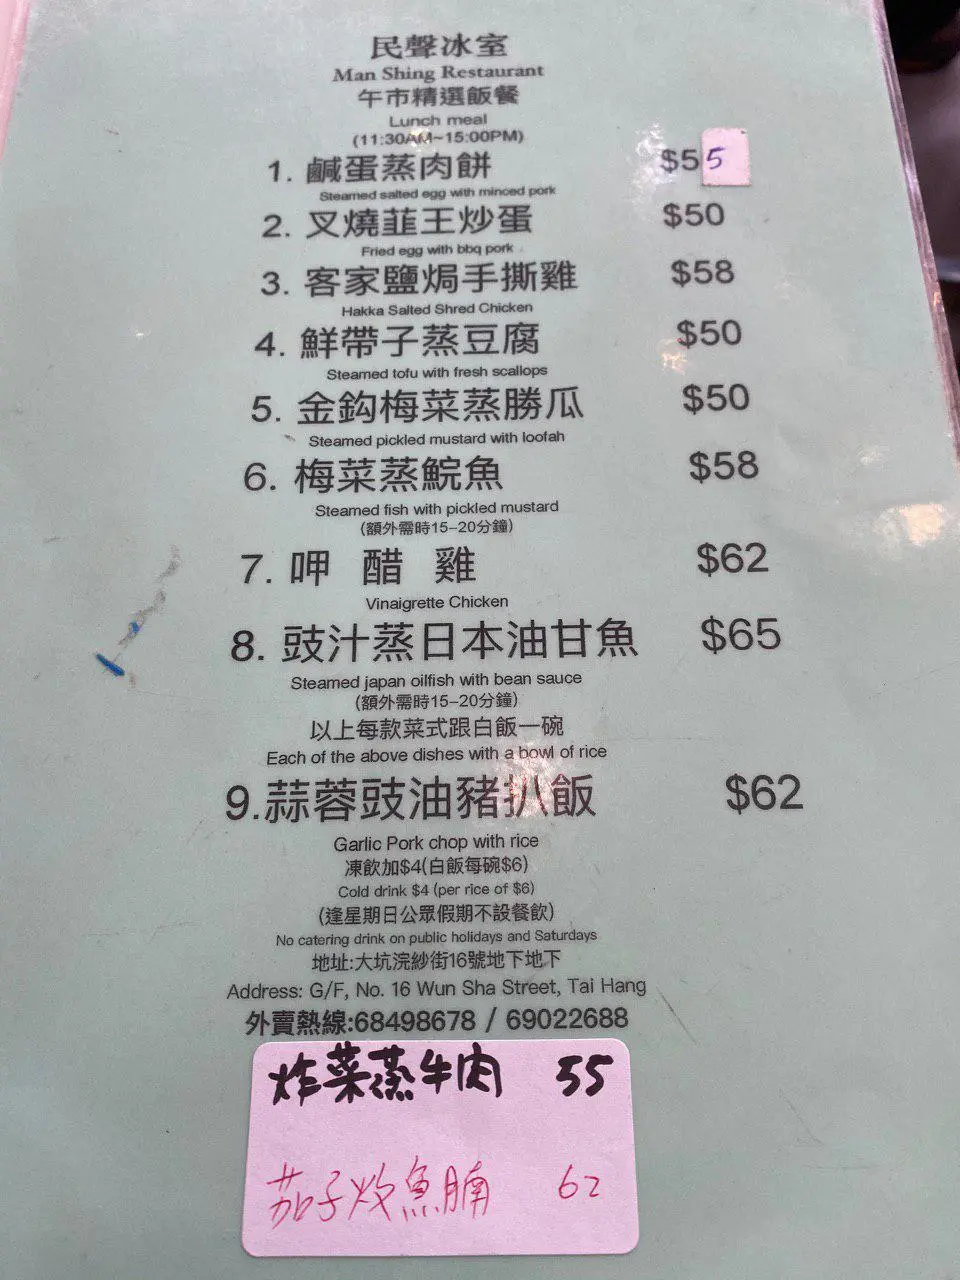 民聲冰室
Man Shing Restaurant
午市精選飯餐
Lunch meal
(11:30AM~15:00PM)
1. 鹹蛋蒸肉餅 $55
Steamed salted egg with minced pork
2. 叉燒韮王炒蛋 $50
Fried egg with bbq pork
3. 客家鹽焗手撕雞 $58
Hakka Salted Shred Chicken
4. 鮮帶子蒸豆腐 $50
Steamed tofu with fresh scallops
5. 金鈎梅菜蒸勝瓜 $50
Steamed pickled mustard with loofah
6. 梅菜蒸鯇魚 $58
Steamed fish with pickled mustard
(額外需時15-20分鐘)
7. 呷 醋 雞 $62
Vinaigrette Chicken
8. 豉汁蒸日本油甘魚 $65
Steamed japan oilfish with bean sauce
(額外需時15-20分鐘)
以上每款菜式跟白飯一碗
Each of the above dishes with a bowl of rice
9.蒜蓉豉油豬扒飯 $62
Garlic Pork chop with rice
凍飲加$4(白飯每碗$6)
Cold drink $4 (per rice of $6)
(逢星期日公眾假期不設餐飲)
No catering drink on public holidays and Saturdays
地址:大坑浣紗街16號地下地下
Address: G/F, No. 16 Wun Sha Street, Tai Hang
外賣熱線:68498678 / 69022688
炸菜蒸牛肉 55
茄子炆魚腩 62